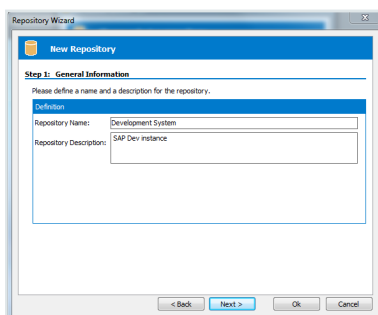 Repository Wizard
New Repository
Step 1: General Information
Please define a name and a description for the repository.
Definition
Repository Name: Development System
Repository Description: SAP Dev instance
< Back Next > Ok Cancel